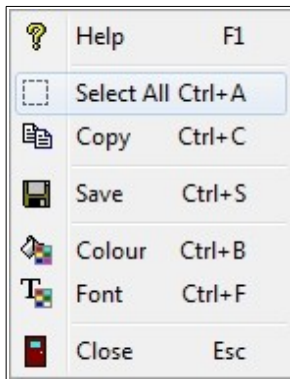 Help F1
Select All Ctrl+A
Copy Ctrl+C
Save Ctrl+S
Colour Ctrl+B
Font Ctrl+F
Close Esc